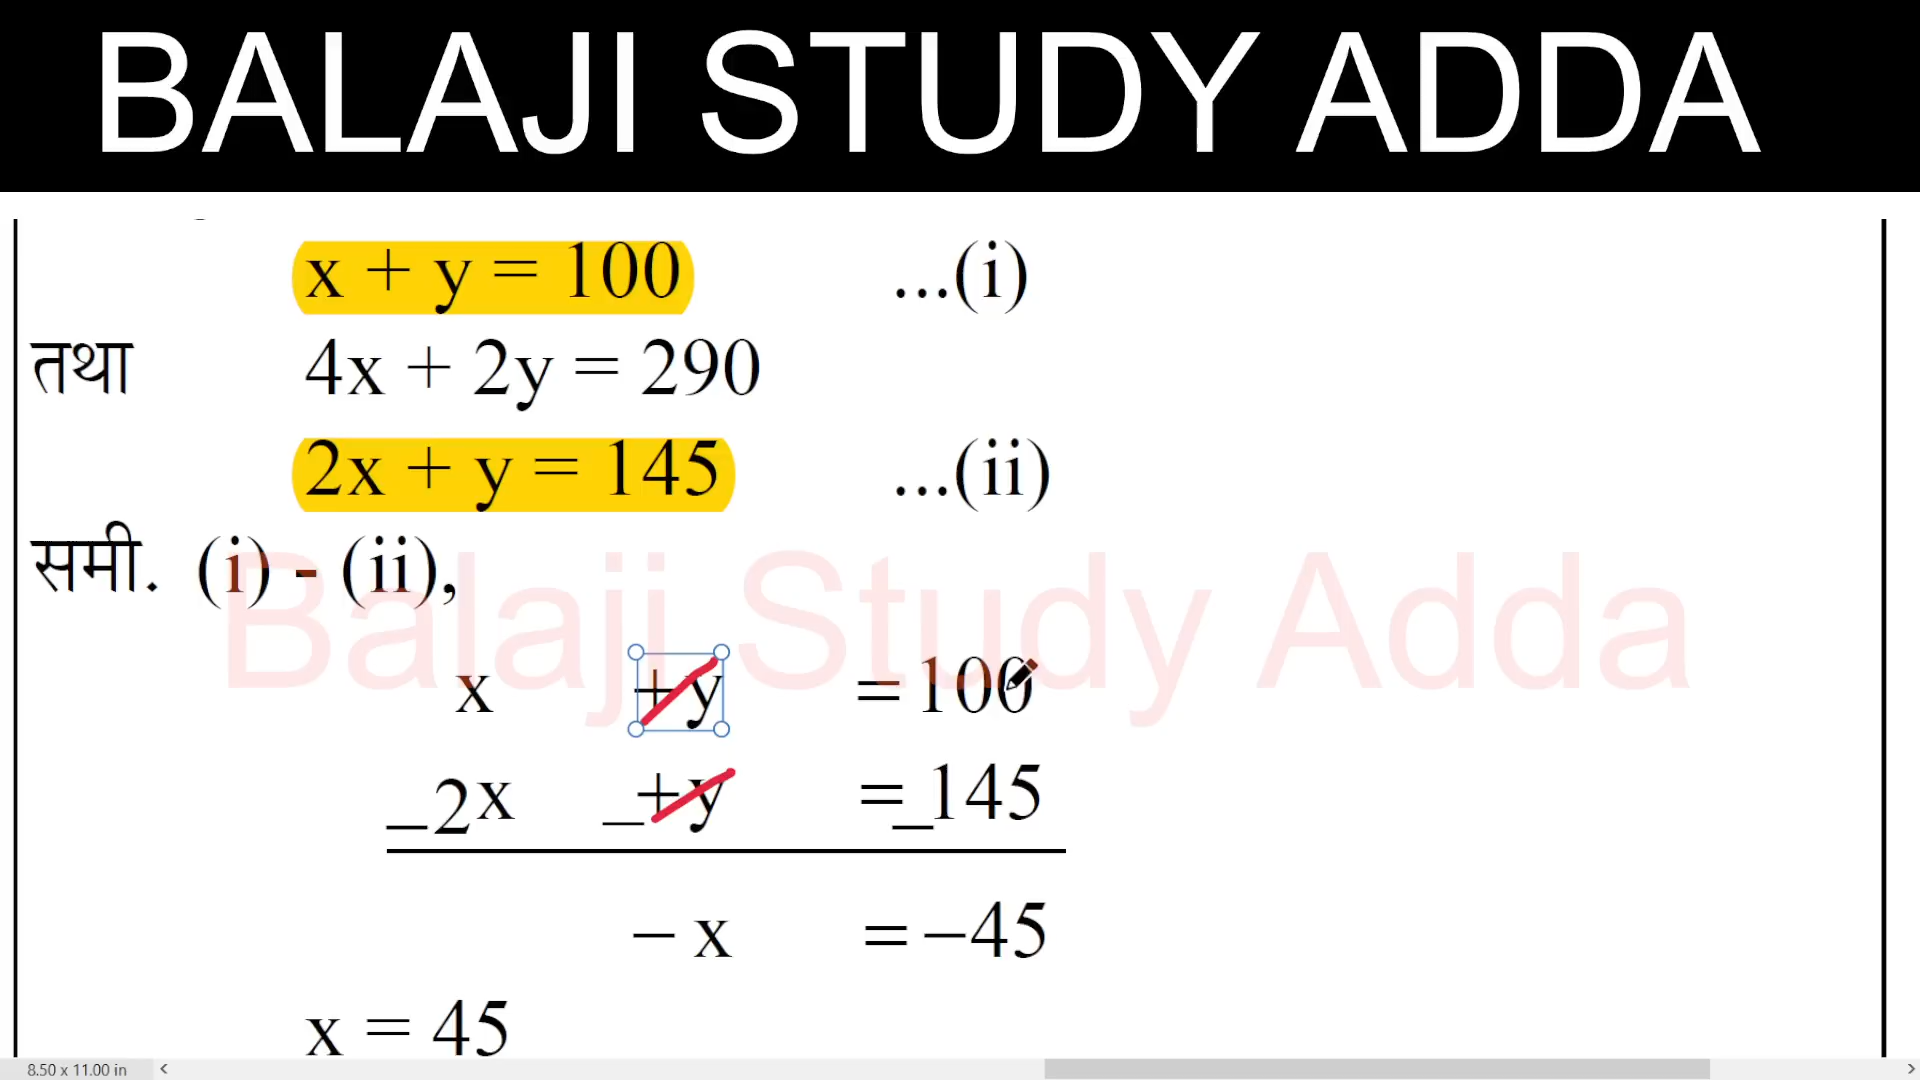 BALAJI STUDY ADDA
x + y = 100 ...(i)
तथा 4x + 2y = 290
2x + y = 145 ...(ii)
समी. (i) - (ii),
Balaji Study Adda
x +y = 100
_2x _+y =_145
− x = −45
x = 45
8.50 x 11.00 in